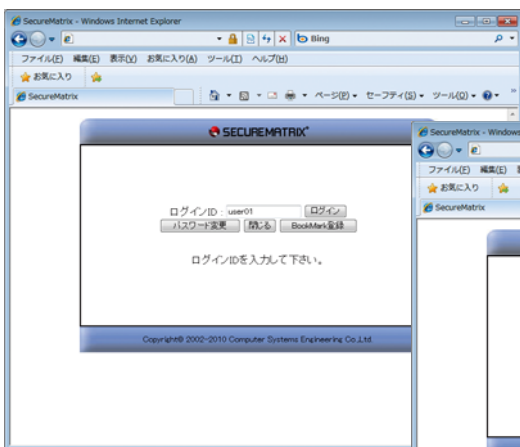 SecureMatrix - Windows Internet Explorer
Bing
ファイル(F) 編集(E) 表示(V) お気に入り(A) ツール(T) ヘルプ(H)
お気に入り
SecureMatrix
ページ(P) セーフティ(S) ツール(O)
SECUREMATRIX
ログインID : user01 ログイン
パスワード変更 閉じる BookMark登録
ログインIDを入力して下さい。
Copyright© 2002-2010 Computer Systems Engineering Co.,Ltd.
SecureMatrix - Windows
ファイル(F) 編集(E)
お気に入り
SecureMatrix